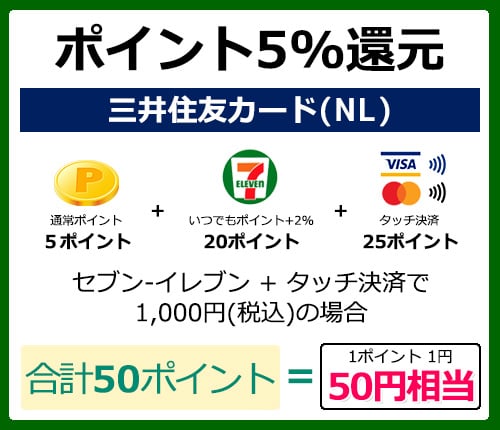 ポイント5%還元
三井住友カード(NL)
P
7
ELEVEN
VISA
通常ポイント
+
いつでもポイント+2%
+
タッチ決済
5ポイント
20ポイント
25ポイント
セブン-イレブン + タッチ決済で
1,000円(税込)の場合
合計50ポイント
=
1ポイント 1円
50円相当